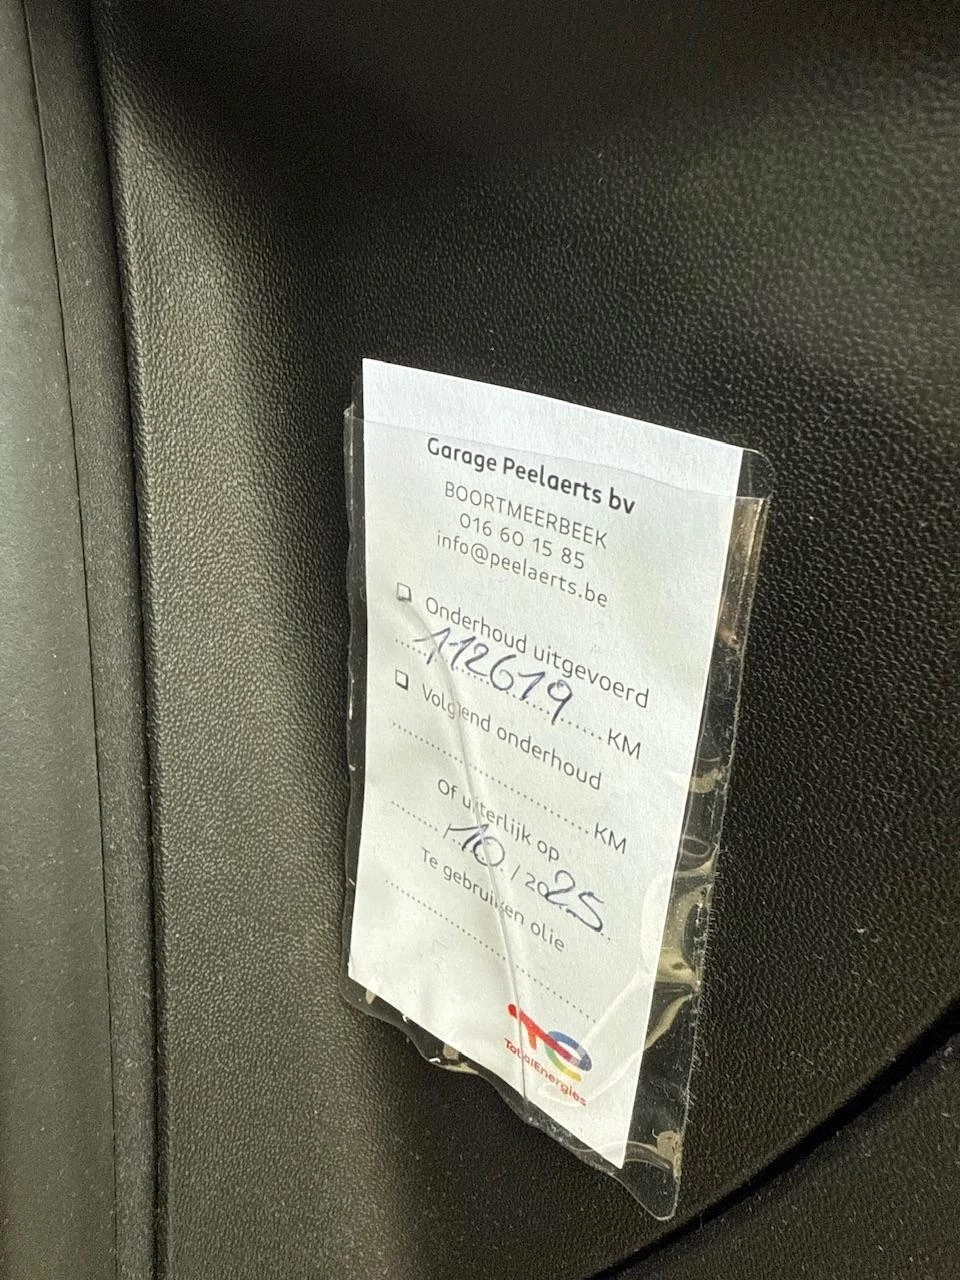 Garage Peelaerts bv
BOORTMEERBEEK
016 60 15 85
info@peelaerts.be
Onderhoud uitgevoerd
112619 KM
Volgend onderhoud
KM
Of uiterlijk op
10 / 2025
Te gebruiken olie
TotalEnergies